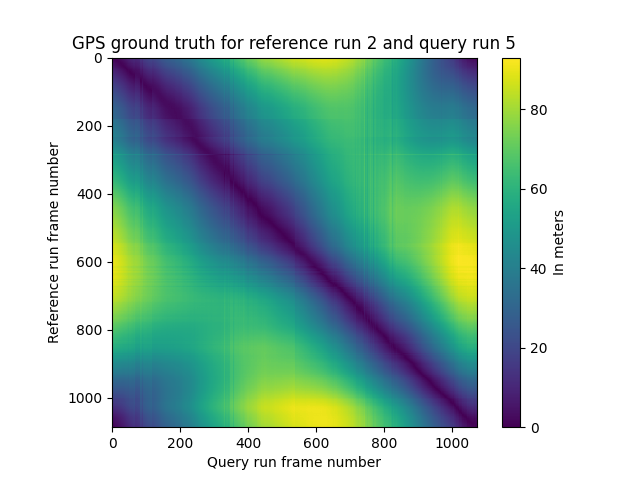 GPS ground truth for reference run 2 and query run 5
0
200
400
600
800
1000
Reference run frame number
0 200 400 600 800 1000
Query run frame number
80
60
40
20
0
In meters